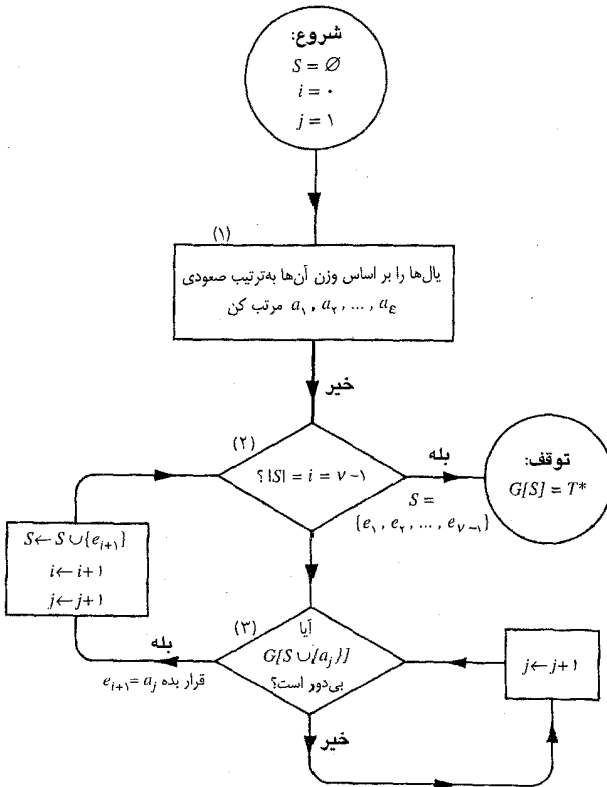 شروع:
S = ∅
i = ۰
j = ۱
(۱)
یال‌ها را بر اساس وزن آن‌ها به‌ترتیب صعودی
a۱, a۲, ..., aε مرتب کن
خیر
(۲)
|S| = i = ν-۱ ؟
بله
S =
{e۱, e۲, ..., eν-۱}
توقف:
G[S] = T*
S ← S ∪ {ei+۱}
i ← i+۱
j ← j+۱
(۳)
آیا
G[S ∪ {aj}]
بی‌دور است؟
بله
قرار بده ei+۱ = aj
j ← j+۱
خیر